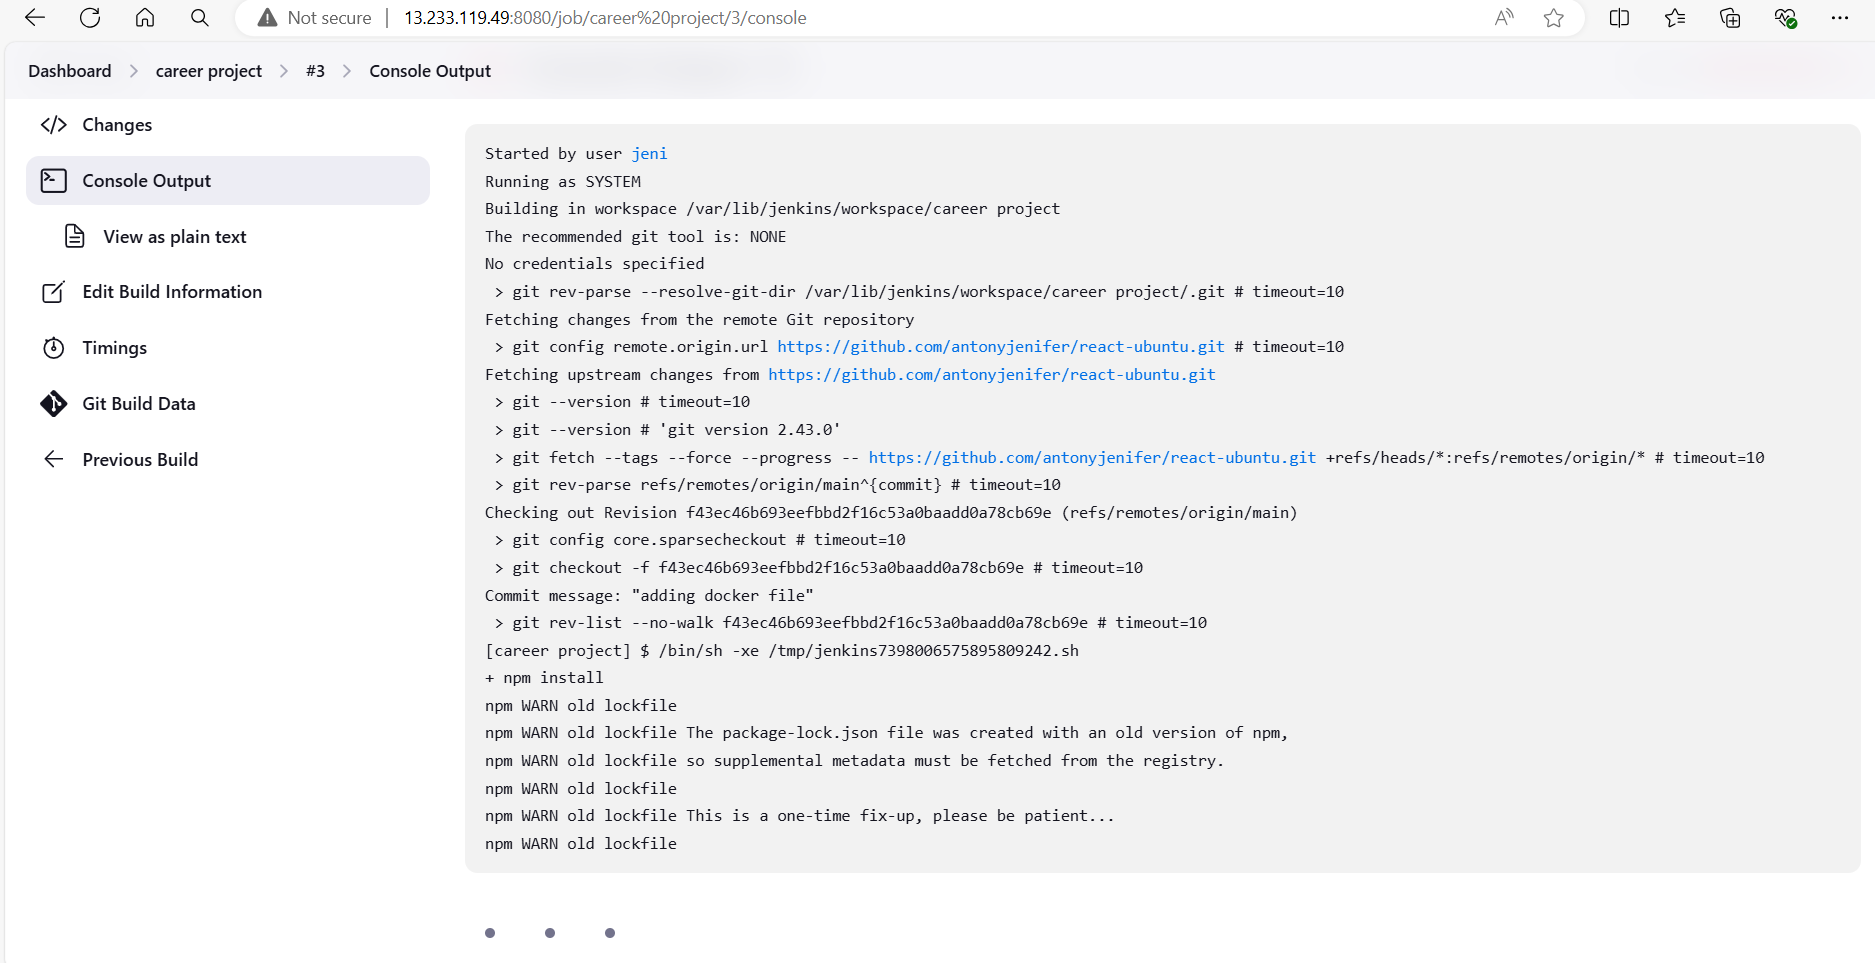 Not secure | 13.233.119.49:8080/job/career%20project/3/console
Dashboard > career project > #3 > Console Output
Changes
Console Output
View as plain text
Edit Build Information
Timings
Git Build Data
Previous Build
Started by user jeni
Running as SYSTEM
Building in workspace /var/lib/jenkins/workspace/career project
The recommended git tool is: NONE
No credentials specified
> git rev-parse --resolve-git-dir /var/lib/jenkins/workspace/career project/.git # timeout=10
Fetching changes from the remote Git repository
> git config remote.origin.url https://github.com/antonyjenifer/react-ubuntu.git # timeout=10
Fetching upstream changes from https://github.com/antonyjenifer/react-ubuntu.git
> git --version # timeout=10
> git --version # 'git version 2.43.0'
> git fetch --tags --force --progress -- https://github.com/antonyjenifer/react-ubuntu.git +refs/heads/*:refs/remotes/origin/* # timeout=10
> git rev-parse refs/remotes/origin/main^{commit} # timeout=10
Checking out Revision f43ec46b693eefbbd2f16c53a0baadd0a78cb69e (refs/remotes/origin/main)
> git config core.sparsecheckout # timeout=10
> git checkout -f f43ec46b693eefbbd2f16c53a0baadd0a78cb69e # timeout=10
Commit message: "adding docker file"
> git rev-list --no-walk f43ec46b693eefbbd2f16c53a0baadd0a78cb69e # timeout=10
[career project] $ /bin/sh -xe /tmp/jenkins7398006575895809242.sh
+ npm install
npm WARN old lockfile
npm WARN old lockfile The package-lock.json file was created with an old version of npm,
npm WARN old lockfile so supplemental metadata must be fetched from the registry.
npm WARN old lockfile
npm WARN old lockfile This is a one-time fix-up, please be patient...
npm WARN old lockfile